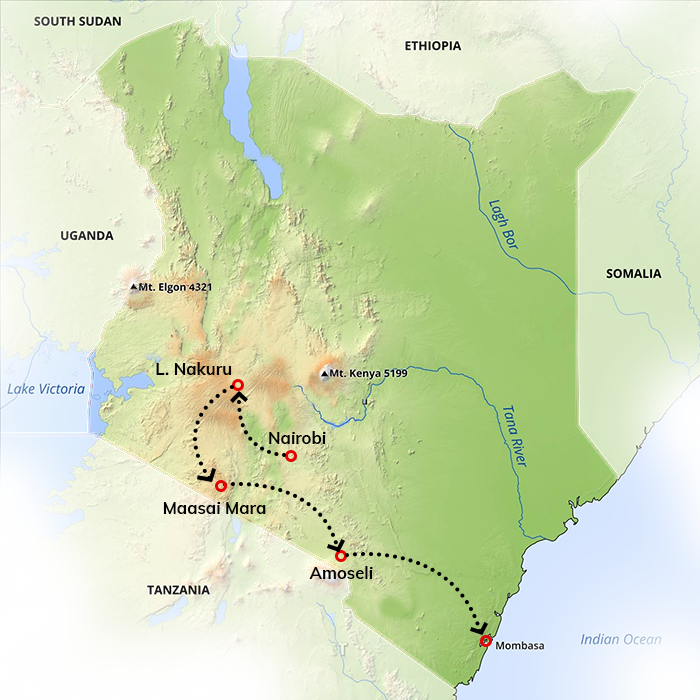 SOUTH SUDAN
ETHIOPIA
Lagh Bor
UGANDA
SOMALIA
Mt. Elgon 4321
L. Nakuru
Mt. Kenya 5199
Lake Victoria
Tana River
Nairobi
Maasai Mara
Amoseli
TANZANIA
Mombasa
Indian Ocean